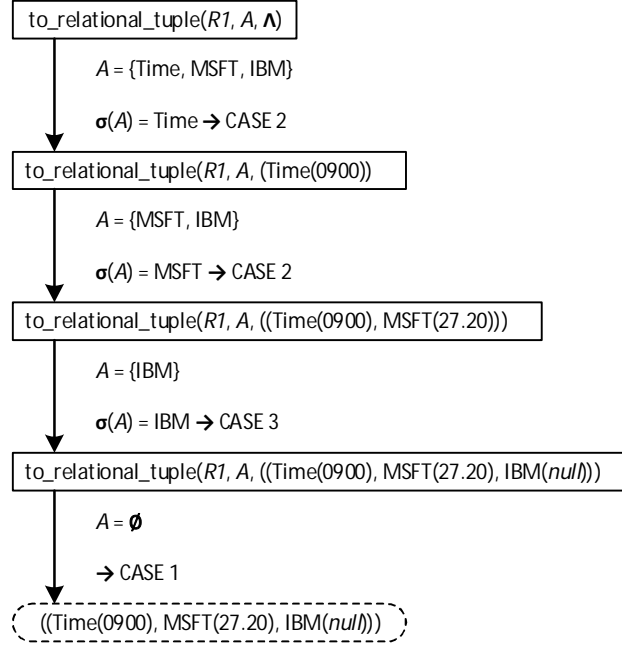 to_relational_tuple(R1, A, Λ)
A = {Time, MSFT, IBM}
σ(A) = Time → CASE 2
to_relational_tuple(R1, A, (Time(0900))
A = {MSFT, IBM}
σ(A) = MSFT → CASE 2
to_relational_tuple(R1, A, ((Time(0900), MSFT(27.20)))
A = {IBM}
σ(A) = IBM → CASE 3
to_relational_tuple(R1, A, ((Time(0900), MSFT(27.20), IBM(null)))
A = Ø
→ CASE 1
((Time(0900), MSFT(27.20), IBM(null)))